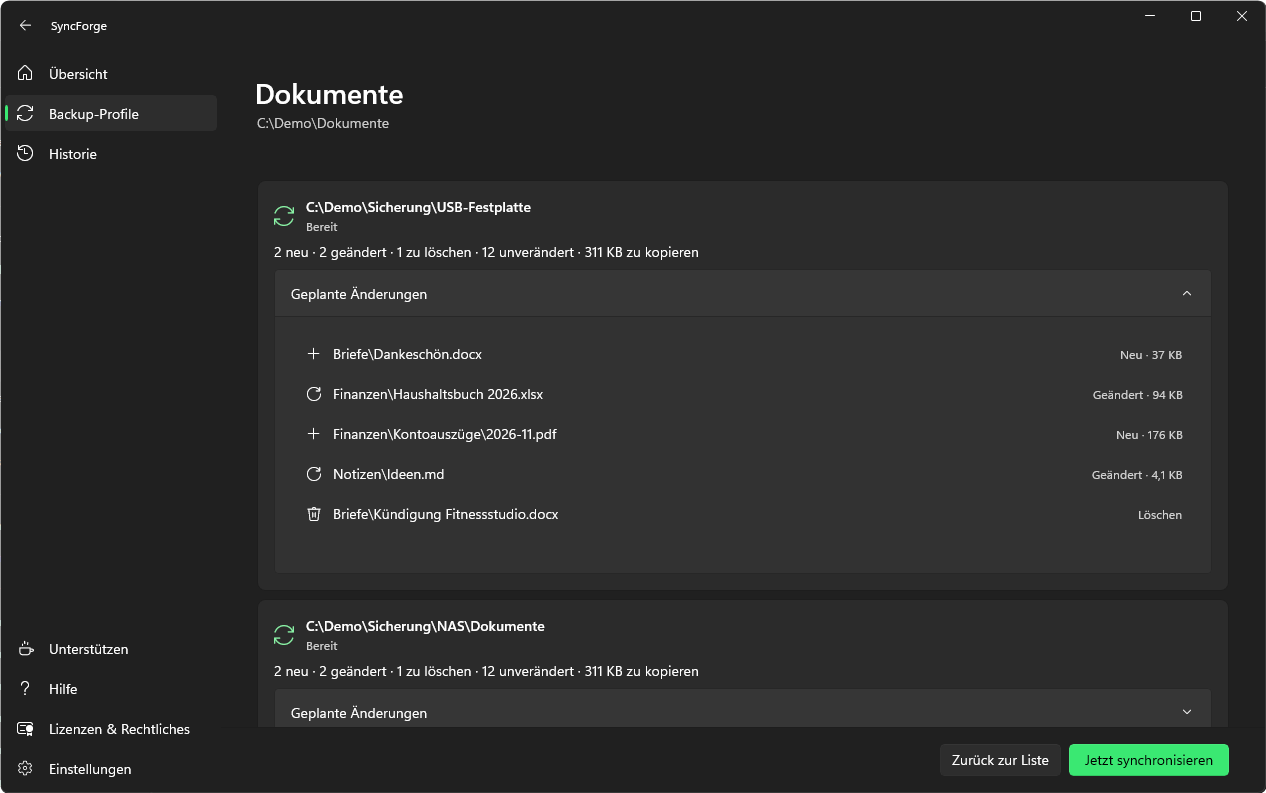 SyncForge
Übersicht
Backup-Profile
Historie
Dokumente
C:\Demo\Dokumente
C:\Demo\Sicherung\USB-Festplatte
Bereit
2 neu · 2 geändert · 1 zu löschen · 12 unverändert · 311 KB zu kopieren
Geplante Änderungen
Briefe\Dankeschön.docx Neu · 37 KB
Finanzen\Haushaltsbuch 2026.xlsx Geändert · 94 KB
Finanzen\Kontoauszüge\2026-11.pdf Neu · 176 KB
Notizen\Ideen.md Geändert · 4,1 KB
Briefe\Kündigung Fitnessstudio.docx Löschen
C:\Demo\Sicherung\NAS\Dokumente
Bereit
2 neu · 2 geändert · 1 zu löschen · 12 unverändert · 311 KB zu kopieren
Geplante Änderungen
Unterstützen
Hilfe
Lizenzen & Rechtliches
Einstellungen
Zurück zur Liste
Jetzt synchronisieren